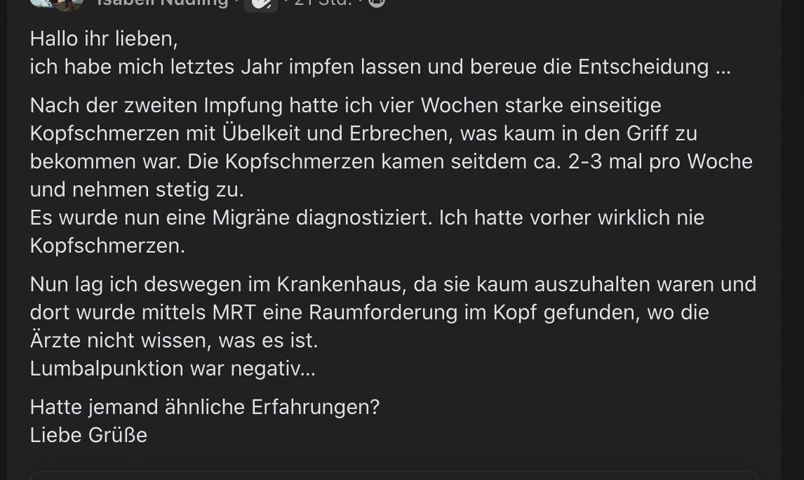 Isabell Nüdling · · 21 Std. ·
Hallo ihr lieben,
ich habe mich letztes Jahr impfen lassen und bereue die Entscheidung ...
Nach der zweiten Impfung hatte ich vier Wochen starke einseitige
Kopfschmerzen mit Übelkeit und Erbrechen, was kaum in den Griff zu
bekommen war. Die Kopfschmerzen kamen seitdem ca. 2-3 mal pro Woche
und nehmen stetig zu.
Es wurde nun eine Migräne diagnostiziert. Ich hatte vorher wirklich nie
Kopfschmerzen.
Nun lag ich deswegen im Krankenhaus, da sie kaum auszuhalten waren und
dort wurde mittels MRT eine Raumforderung im Kopf gefunden, wo die
Ärzte nicht wissen, was es ist.
Lumbalpunktion war negativ...
Hatte jemand ähnliche Erfahrungen?
Liebe Grüße